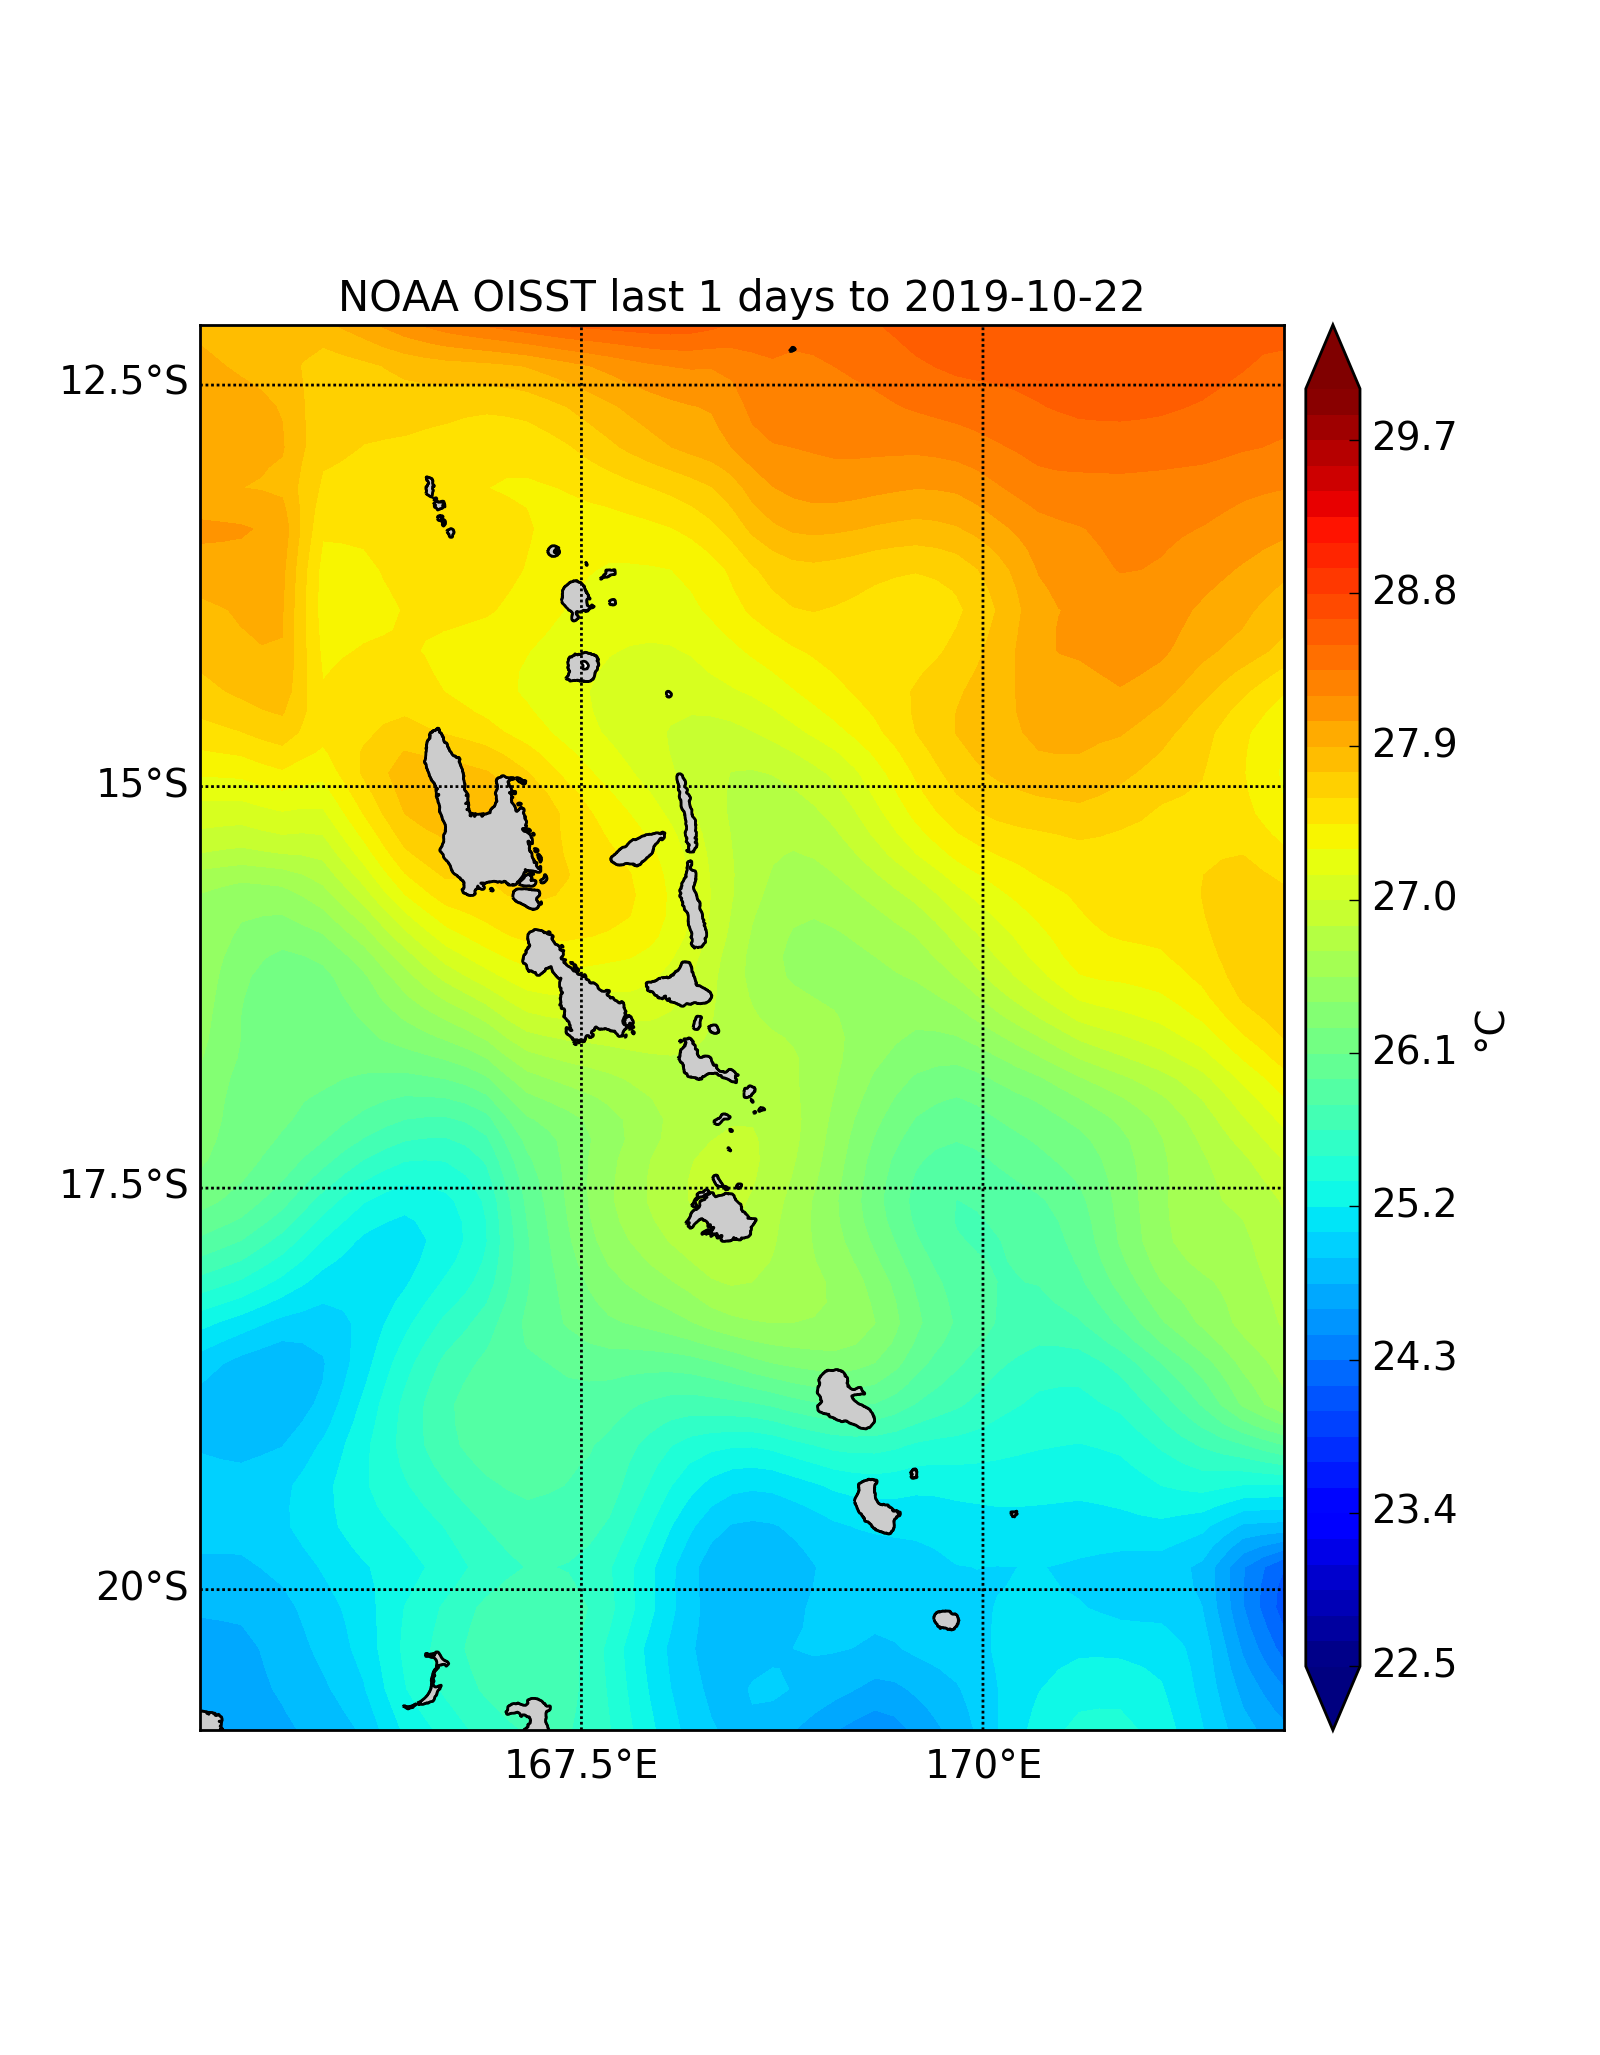 NOAA OISST last 1 days to 2019-10-22
12.5°S
15°S
17.5°S
20°S
167.5°E
170°E
29.7
28.8
27.9
27.0
26.1
25.2
24.3
23.4
22.5
°C